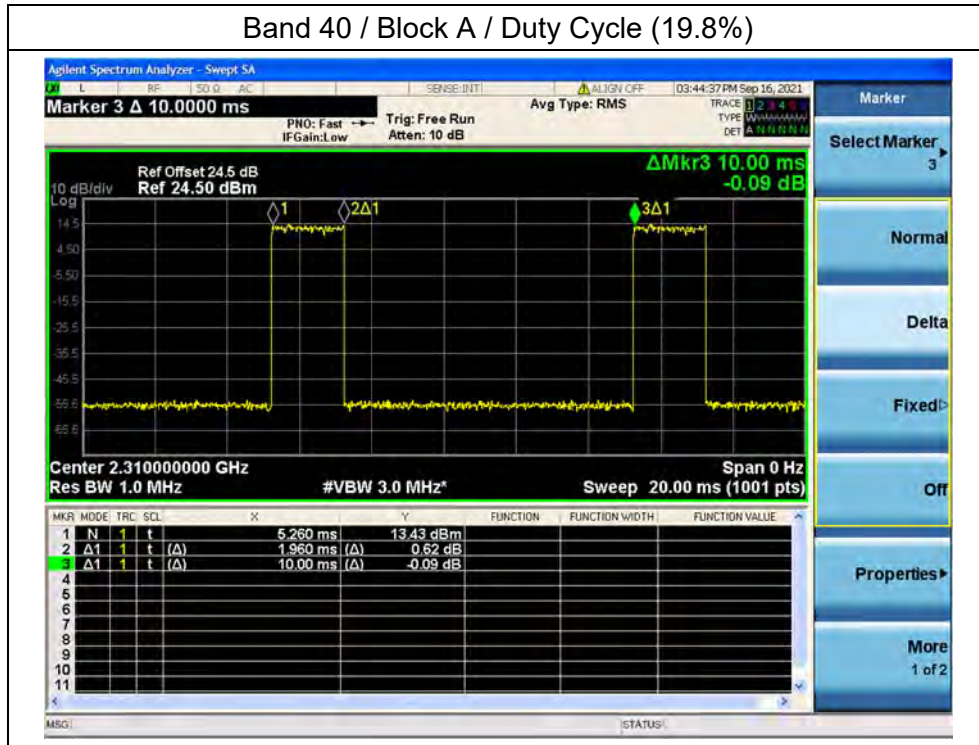 Band 40 / Block A / Duty Cycle (19.8%)
Agilent Spectrum Analyzer - Swept SA
L RF 50 Ω AC SENSE:INT ALIGN OFF 03:44:37 PM Sep 16, 2021
Marker 3 Δ 10.0000 ms
PNO: Fast
IFGain:Low
Trig: Free Run
Atten: 10 dB
Avg Type: RMS
TRACE 1 2 3 4 5 6
TYPE
DET A N N N N N
Ref Offset 24.5 dB
10 dB/div Ref 24.50 dBm
Log
ΔMkr3 10.00 ms
-0.09 dB
1 2Δ1 3Δ1
14.5
4.50
-5.50
-15.5
-25.5
-35.5
-45.5
-55.5
-65.5
Center 2.310000000 GHz Span 0 Hz
Res BW 1.0 MHz #VBW 3.0 MHz* Sweep 20.00 ms (1001 pts)
MKR MODE TRC SCL X Y FUNCTION FUNCTION WIDTH FUNCTION VALUE
1 N 1 t 5.260 ms 13.43 dBm
2 Δ1 1 t (Δ) 1.960 ms (Δ) 0.62 dB
3 Δ1 1 t (Δ) 10.00 ms (Δ) -0.09 dB
4
5
6
7
8
9
10
11
MSG STATUS
Marker
Select Marker
3
Normal
Delta
Fixed
Off
Properties
More
1 of 2